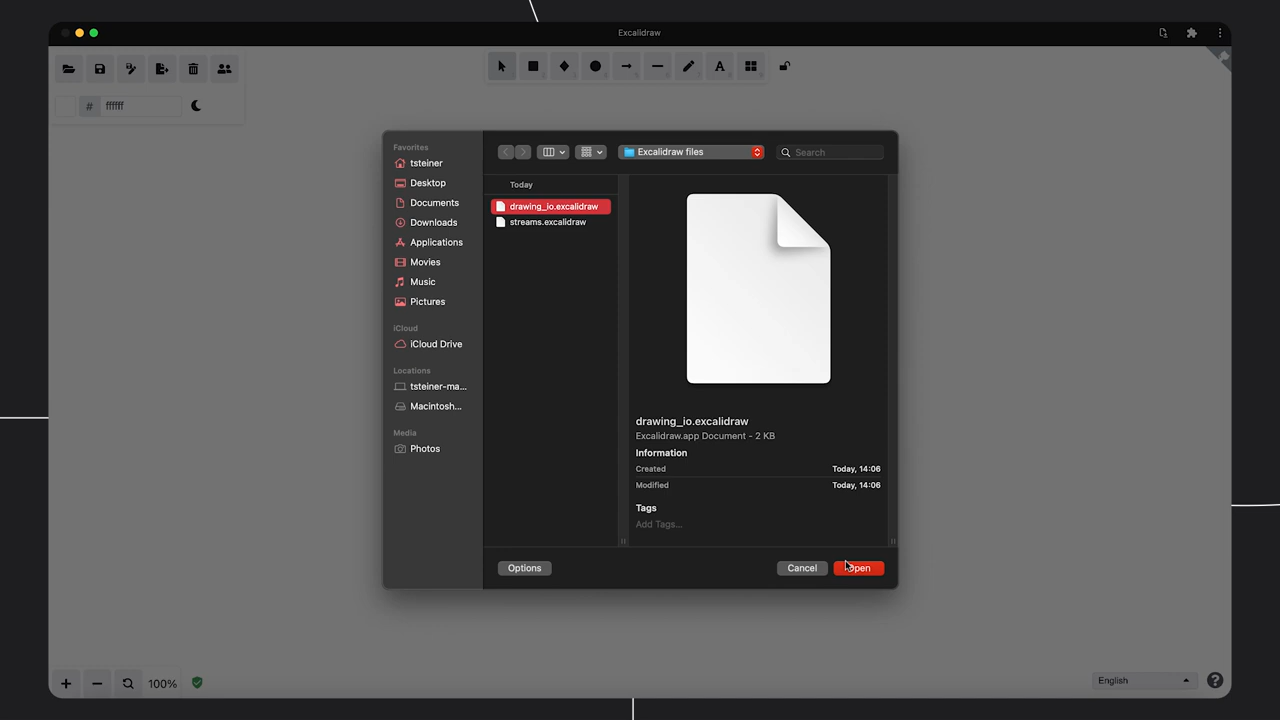 Excalidraw
# ffffff
A
Favorites
tsteiner
Desktop
Documents
Downloads
Applications
Movies
Music
Pictures
iCloud
iCloud Drive
Locations
tsteiner-ma...
Macintosh...
Media
Photos
Excalidraw files
Search
Today
drawing_io.excalidraw
streams.excalidraw
drawing_io.excalidraw
Excalidraw.app Document - 2 KB
Information
Created Today, 14:06
Modified Today, 14:06
Tags
Add Tags...
Options
Cancel
Open
100%
English
?